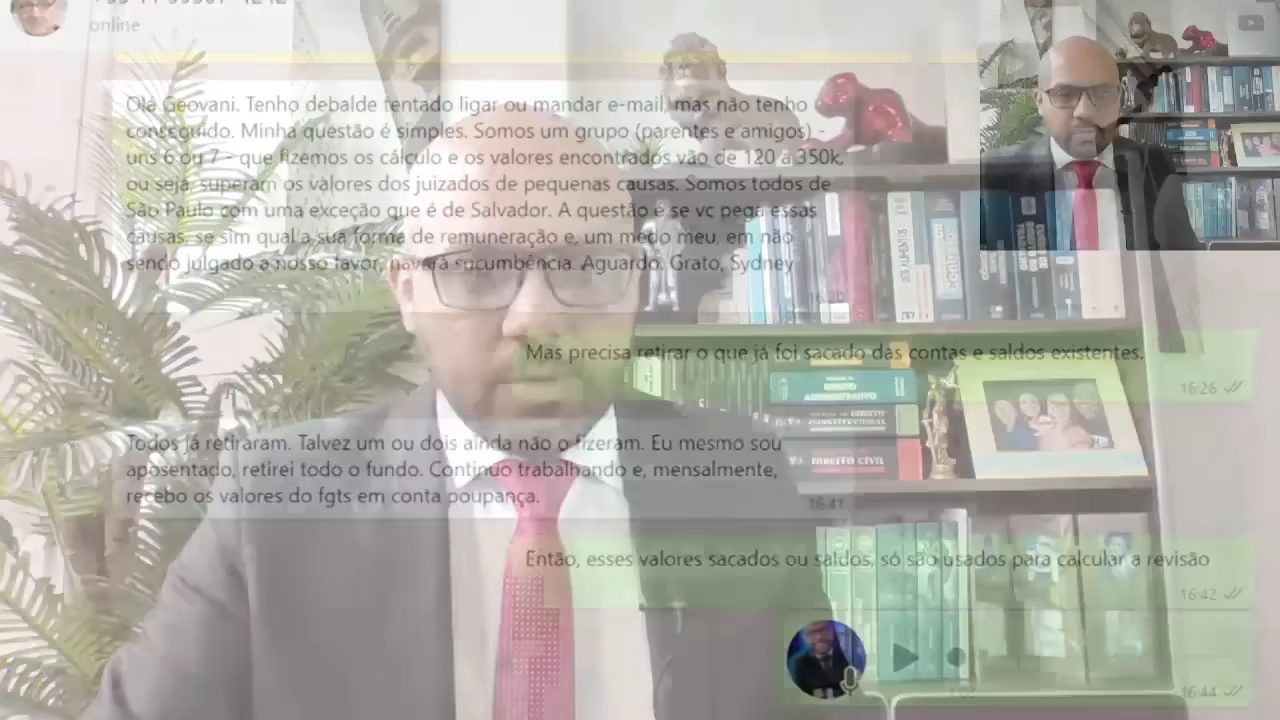 online
Olá Geovani. Tenho debalde tentado ligar ou mandar e-mail, mas não tenho
conseguido. Minha questão é simples. Somos um grupo (parentes e amigos) -
uns 6 ou 7 - que fizemos os cálculo e os valores encontrados vão de 120 a 350k,
ou seja, superam os valores dos juizados de pequenas causas. Somos todos de
São Paulo com uma exceção que é de Salvador. A questão e se vc pega essas
causas, se sim qual a sua forma de remuneração e, um medo meu, em não
sendo julgado a nosso favor, haverá sucumbência. Aguardo, Grato, Sydney
Mas precisa retirar o que já foi sacado das contas e saldos existentes.
16:26
Todos já retiraram. Talvez um ou dois ainda não o fizeram. Eu mesmo sou
aposentado, retirei todo o fundo. Continuo trabalhando e, mensalmente,
recebo os valores do fgts em conta poupança.
16:41
Então, esses valores sacados ou saldos, só são usados para calcular a revisão
16:42
16:44
DIREITO
ADMINISTRATIVO
CONSTITUCIONAL
DIREITO CIVIL